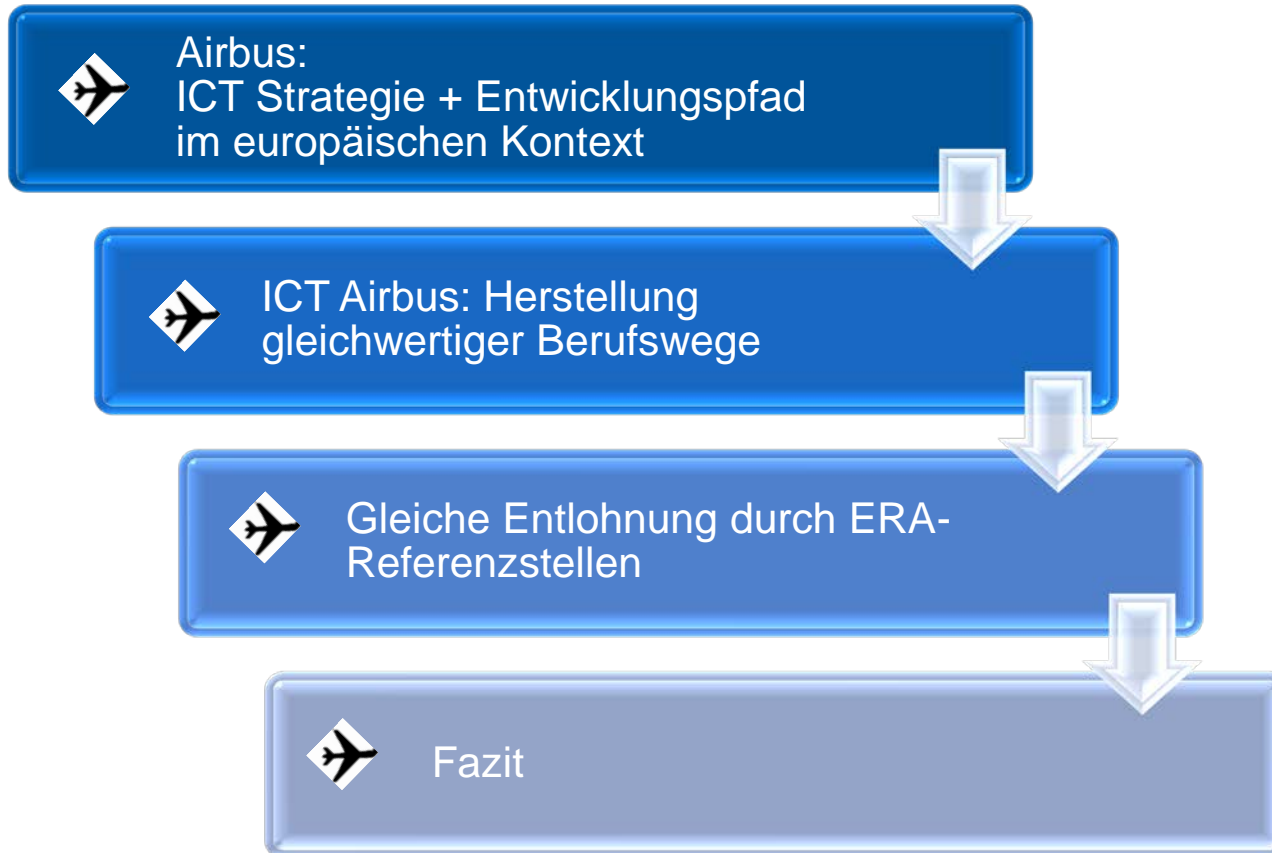 Airbus:
ICT Strategie + Entwicklungspfad
im europäischen Kontext
ICT Airbus: Herstellung
gleichwertiger Berufswege
Gleiche Entlohnung durch ERA-
Referenzstellen
Fazit